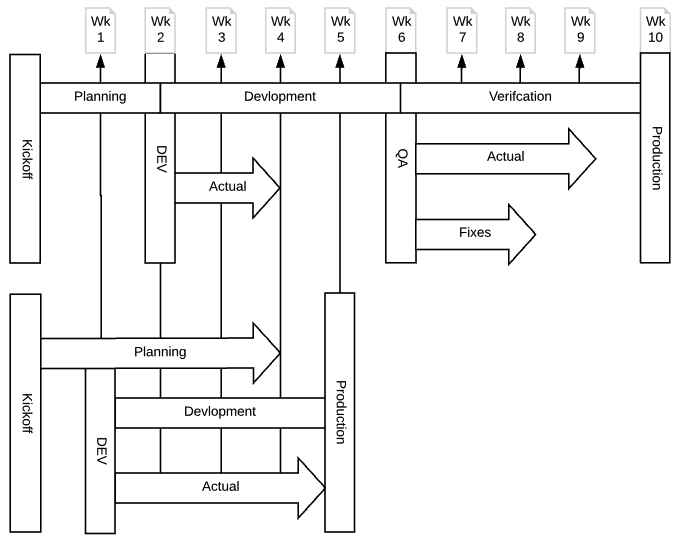 Wk
1
Wk
2
Wk
3
Wk
4
Wk
5
Wk
6
Wk
7
Wk
8
Wk
9
Wk
10
Planning
Devlopment
Verifcation
Kickoff
DEV
QA
Production
Actual
Actual
Fixes
Planning
Kickoff
Devlopment
Production
DEV
Actual